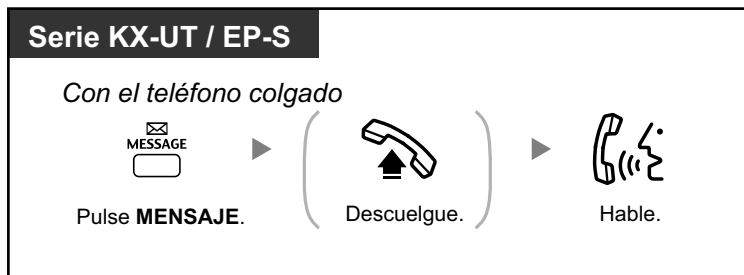 Serie KX-UT / EP-S
Con el teléfono colgado
MESSAGE
Pulse MENSAJE.
Descuelgue.
Hable.